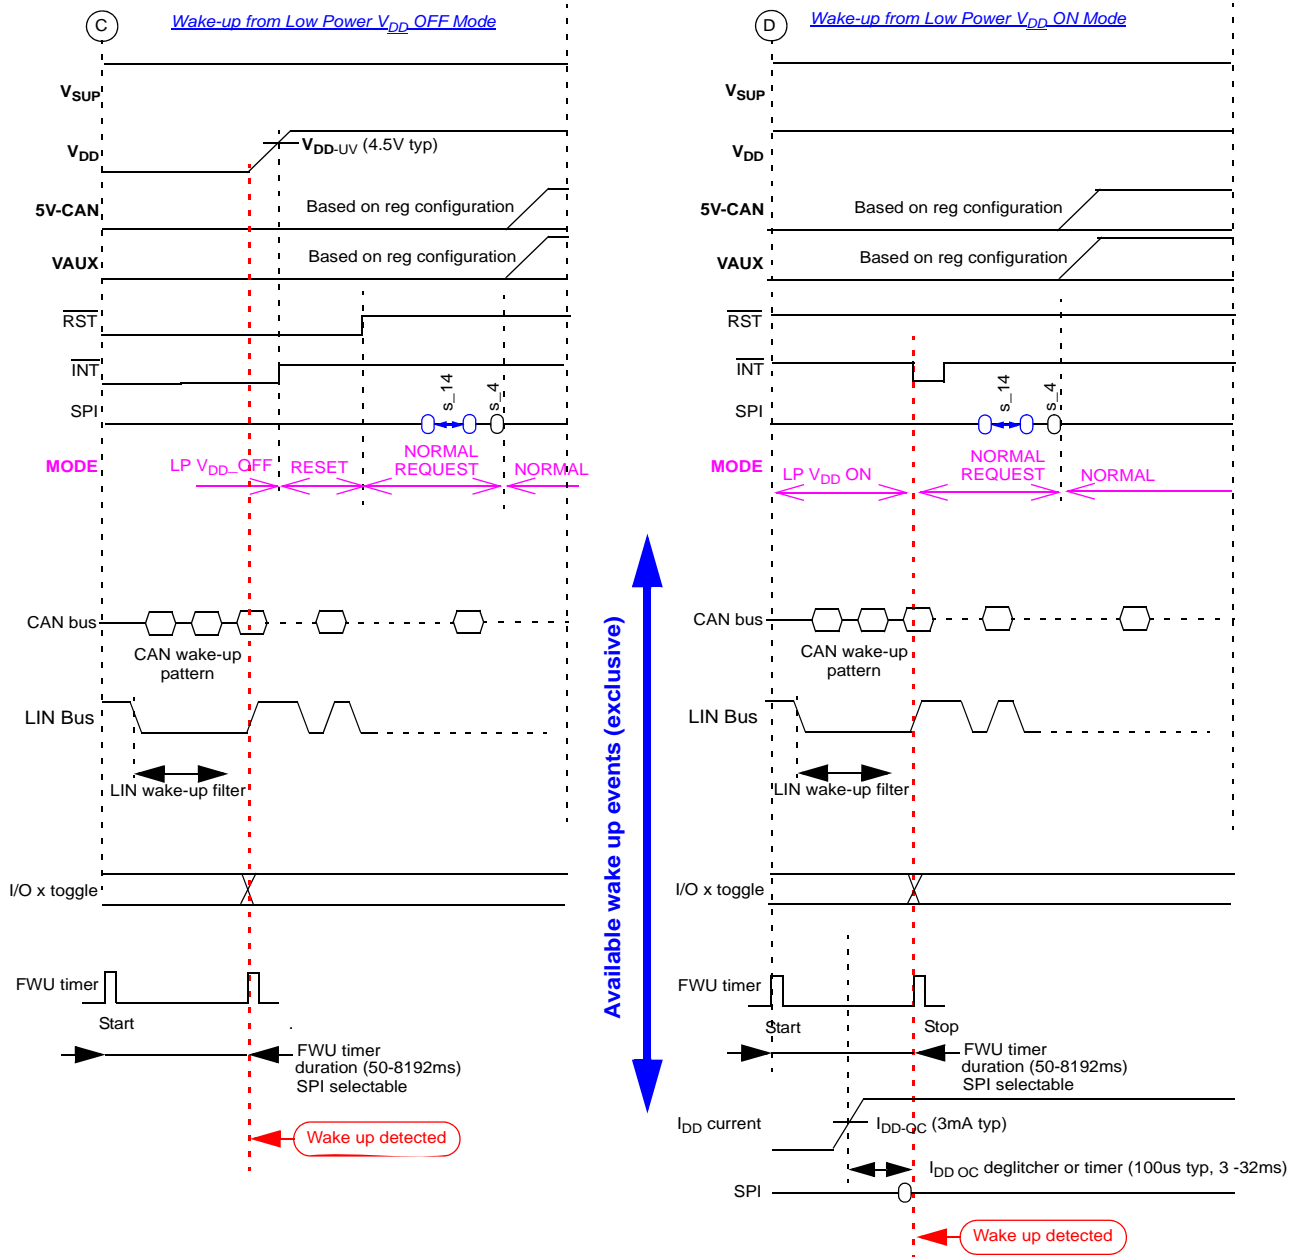 C
Wake-up from Low Power VDD OFF Mode
VSUP
VDD
VDD-UV (4.5V typ)
5V-CAN
Based on reg configuration
VAUX
Based on reg configuration
RST
INT
SPI
s_14
s_4
MODE
LP VDD_OFF
RESET
NORMAL
REQUEST
NORMAL
CAN bus
CAN wake-up
pattern
LIN Bus
LIN wake-up filter
I/O x toggle
FWU timer
Start
FWU timer
duration (50-8192ms)
SPI selectable
Wake up detected
Available wake up events (exclusive)
D
Wake-up from Low Power VDD ON Mode
VSUP
VDD
5V-CAN
Based on reg configuration
VAUX
Based on reg configuration
RST
INT
SPI
s_14
s_4
MODE
LP VDD ON
NORMAL
REQUEST
NORMAL
CAN bus
CAN wake-up
pattern
LIN Bus
LIN wake-up filter
I/O x toggle
FWU timer
Start
Stop
FWU timer
duration (50-8192ms)
SPI selectable
IDD current
IDD-OC (3mA typ)
IDD OC deglitcher or timer (100us typ, 3 -32ms)
SPI
Wake up detected